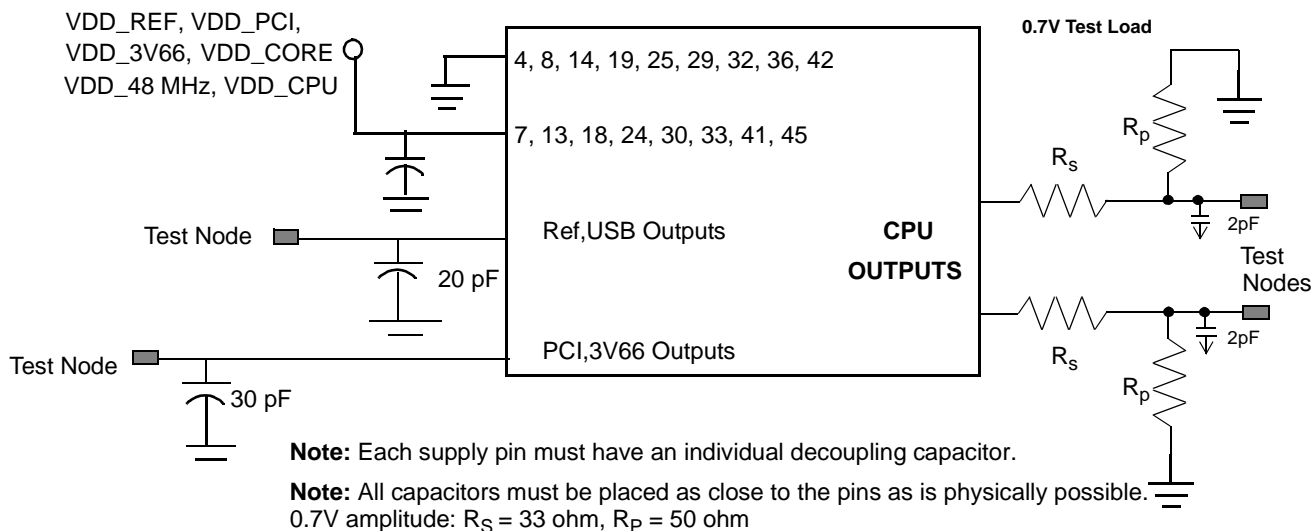 VDD_REF, VDD_PCI,
VDD_3V66, VDD_CORE
VDD_48 MHz, VDD_CPU
4, 8, 14, 19, 25, 29, 32, 36, 42
7, 13, 18, 24, 30, 33, 41, 45
Test Node
Ref,USB Outputs
20 pF
Test Node
PCI,3V66 Outputs
30 pF
CPU
OUTPUTS
0.7V Test Load
Rp
Rs
2pF
Test
Nodes
Rs
2pF
Rp
Note: Each supply pin must have an individual decoupling capacitor.
Note: All capacitors must be placed as close to the pins as is physically possible.
0.7V amplitude: RS = 33 ohm, RP = 50 ohm